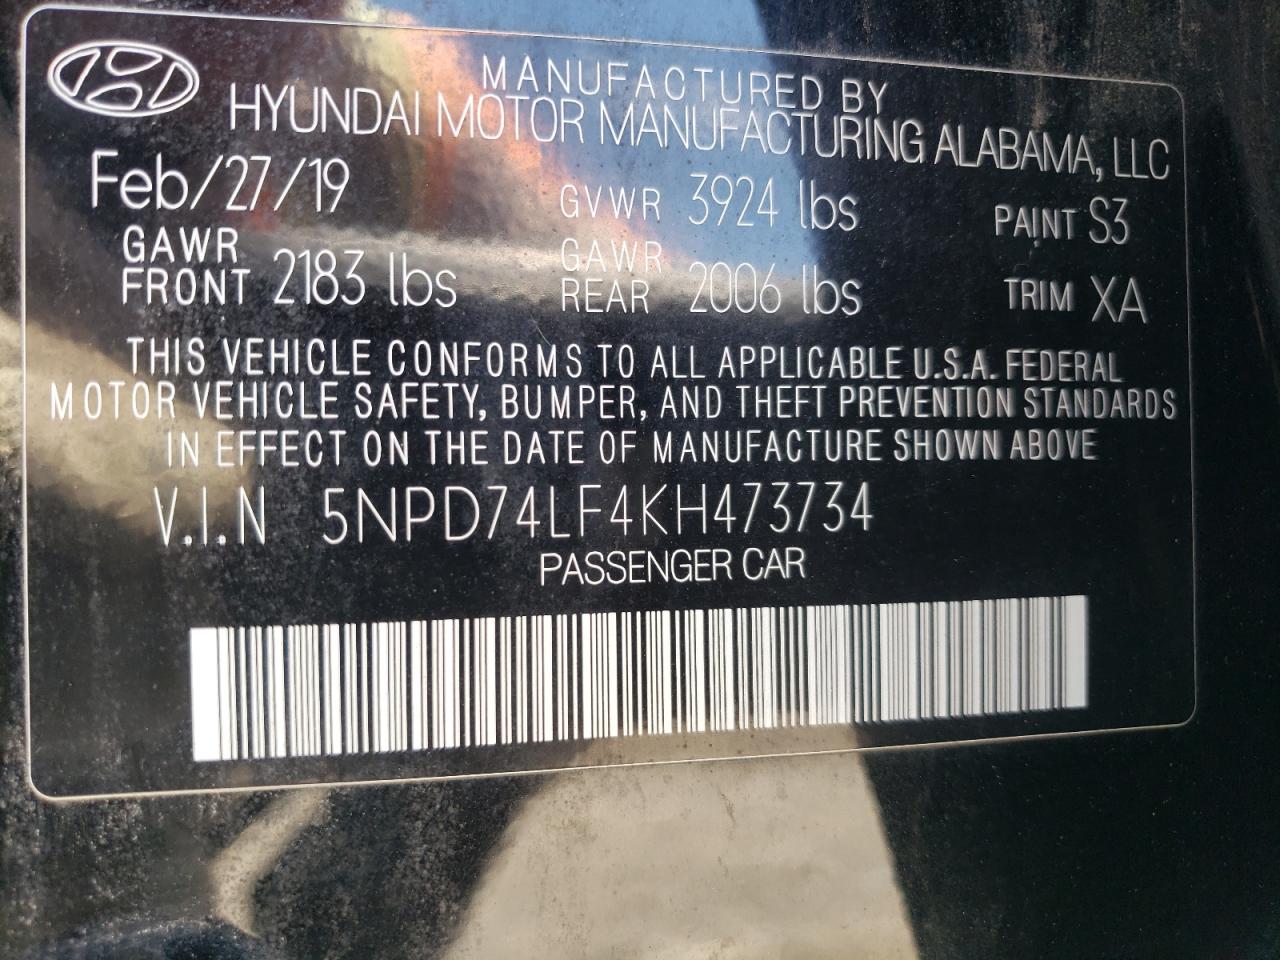 MANUFACTURED BY
HYUNDAI MOTOR MANUFACTURING ALABAMA, LLC
Feb/27/19 GVWR 3924 lbs PAINT S3
GAWR FRONT 2183 lbs GAWR REAR 2006 lbs TRIM XA
THIS VEHICLE CONFORMS TO ALL APPLICABLE U.S.A. FEDERAL
MOTOR VEHICLE SAFETY, BUMPER, AND THEFT PREVENTION STANDARDS
IN EFFECT ON THE DATE OF MANUFACTURE SHOWN ABOVE
V.I.N 5NPD74LF4KH473734
PASSENGER CAR